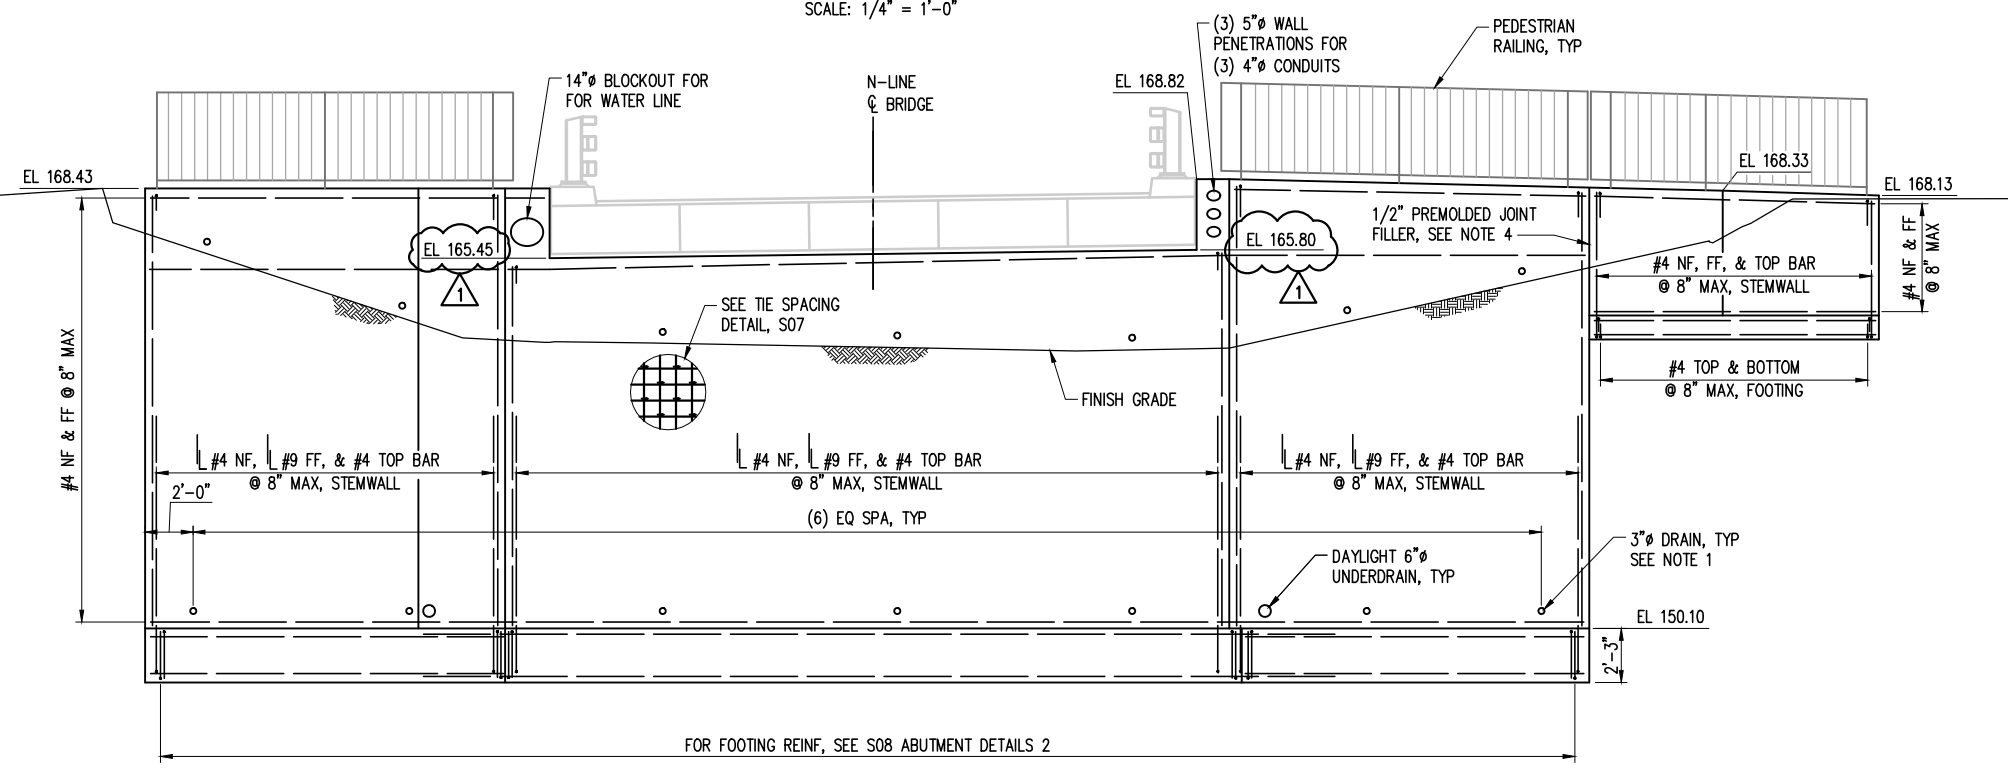 SCALE: 1/4" = 1'-0"
(3) 5"ø WALL
PENETRATIONS FOR
(3) 4"ø CONDUITS
PEDESTRIAN
RAILING, TYP
14"ø BLOCKOUT FOR
FOR WATER LINE
N-LINE
℄ BRIDGE
EL 168.82
EL 168.43
EL 168.33
EL 168.13
1/2" PREMOLDED JOINT
FILLER, SEE NOTE 4
EL 165.45
1
EL 165.80
1
#4 NF, FF, & TOP BAR
@ 8" MAX, STEMWALL
#4 NF & FF
@ 8" MAX
SEE TIE SPACING
DETAIL, S07
#4 TOP & BOTTOM
@ 8" MAX, FOOTING
FINISH GRADE
#4 NF & FF @ 8" MAX
#4 NF, #9 FF, & #4 TOP BAR
@ 8" MAX, STEMWALL
#4 NF, #9 FF, & #4 TOP BAR
@ 8" MAX, STEMWALL
#4 NF, #9 FF, & #4 TOP BAR
@ 8" MAX, STEMWALL
2'-0"
(6) EQ SPA, TYP
DAYLIGHT 6"ø
UNDERDRAIN, TYP
3"ø DRAIN, TYP
SEE NOTE 1
EL 150.10
2'-3"
FOR FOOTING REINF, SEE S08 ABUTMENT DETAILS 2